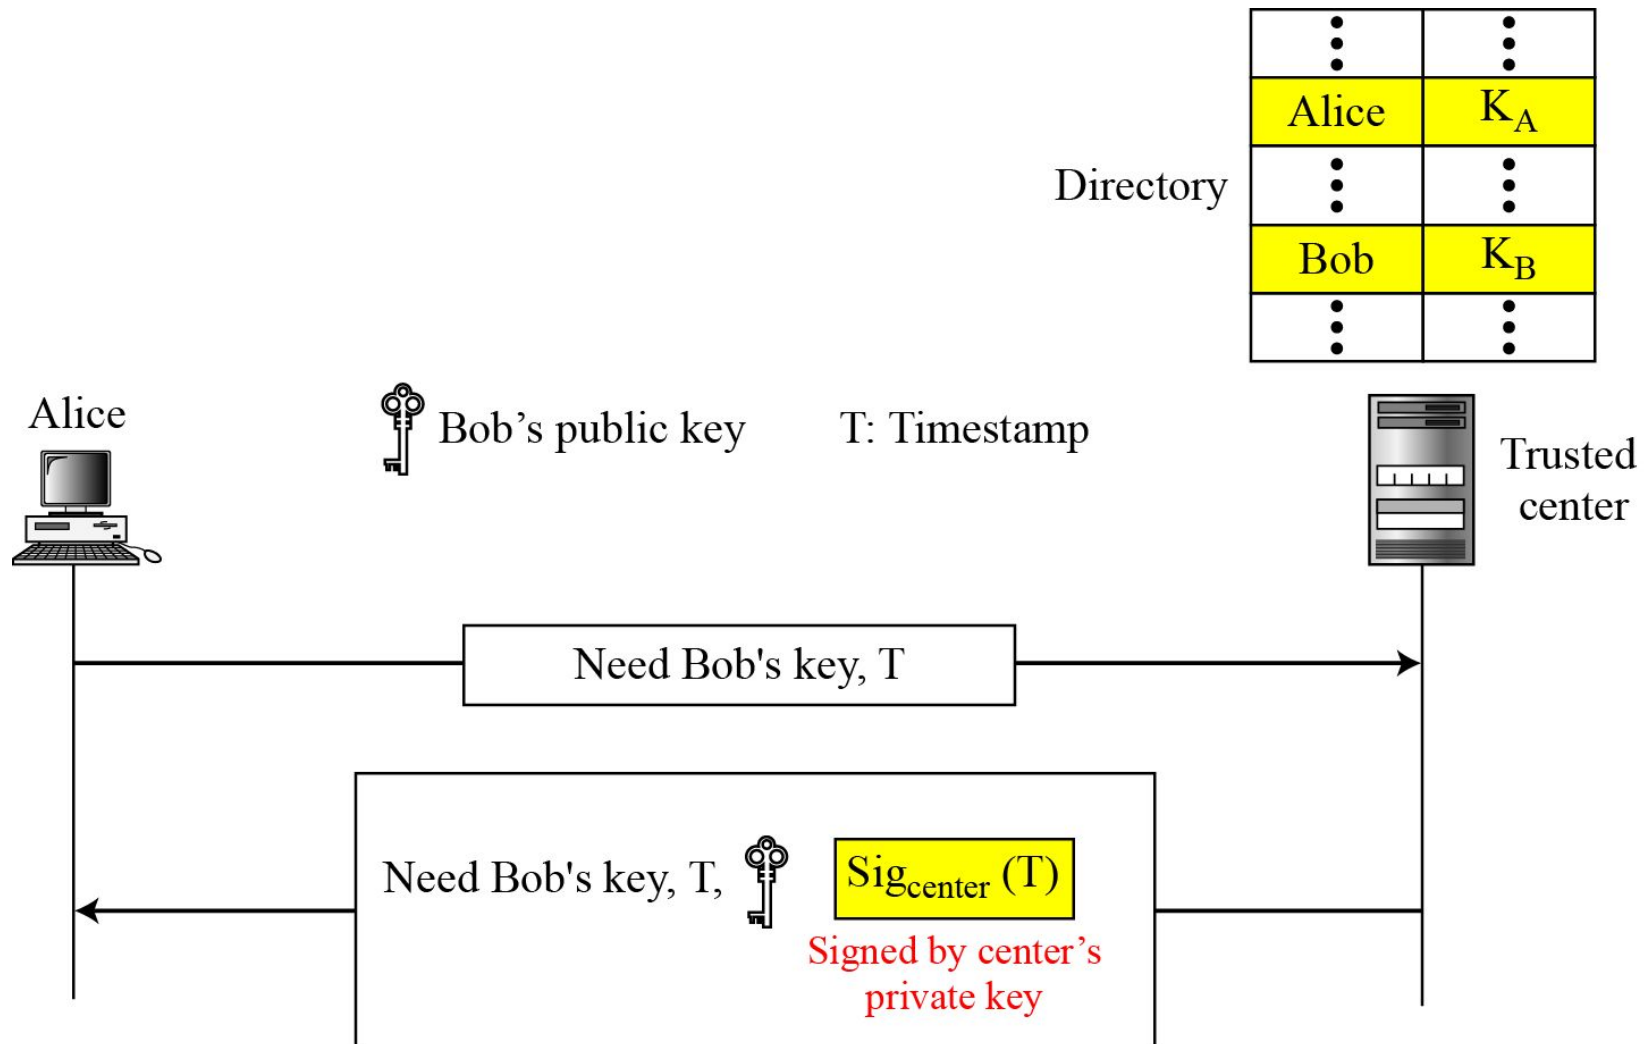 Alice K_A
Directory
Bob K_B
Alice
Bob’s public key
T: Timestamp
Trusted
center
Need Bob's key, T
Need Bob's key, T,
Sig_center (T)
Signed by center’s
private key